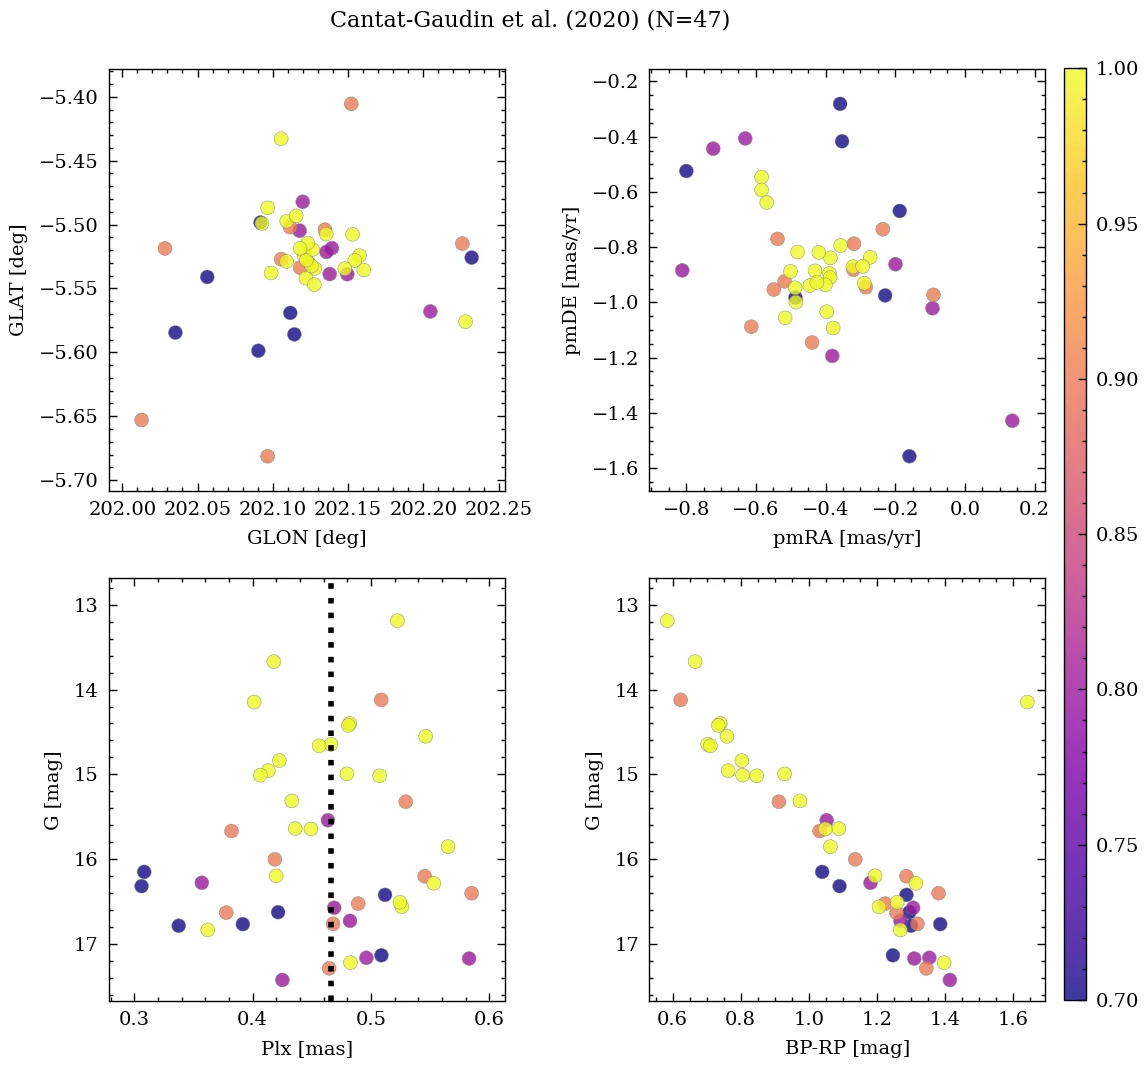 Cantat-Gaudin et al. (2020) (N=47)
−5.40
−5.45
−5.50
−5.55
−5.60
−5.65
−5.70
GLAT [deg]
202.00 202.05 202.10 202.15 202.20 202.25
GLON [deg]
−0.2
−0.4
−0.6
−0.8
−1.0
−1.2
−1.4
−1.6
pmDE [mas/yr]
−0.8 −0.6 −0.4 −0.2 0.0 0.2
pmRA [mas/yr]
13
14
15
16
17
G [mag]
0.3 0.4 0.5 0.6
Plx [mas]
13
14
15
16
17
G [mag]
0.6 0.8 1.0 1.2 1.4 1.6
BP-RP [mag]
1.00
0.95
0.90
0.85
0.80
0.75
0.70